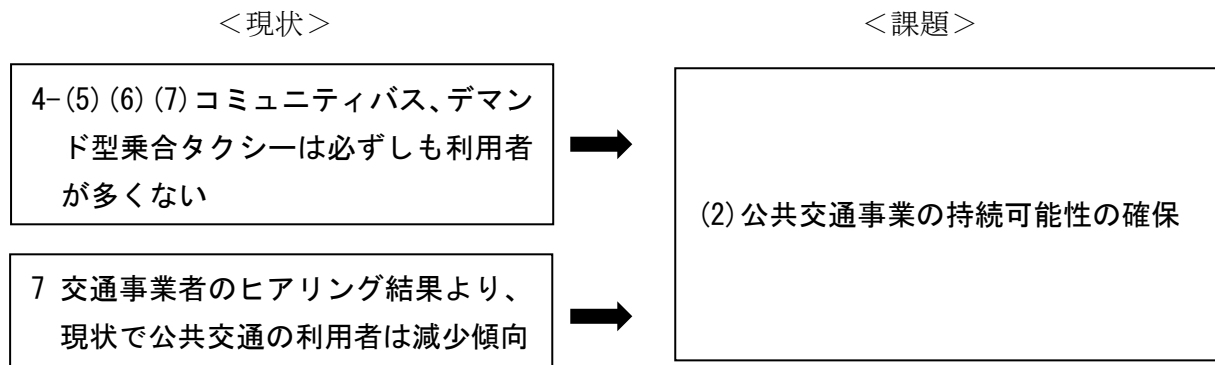 ＜現状＞
＜課題＞
4-(5)(6)(7)コミュニティバス、デマン
ド型乗合タクシーは必ずしも利用者
が多くない
7 交通事業者のヒアリング結果より、
現状で公共交通の利用者は減少傾向
(2)公共交通事業の持続可能性の確保